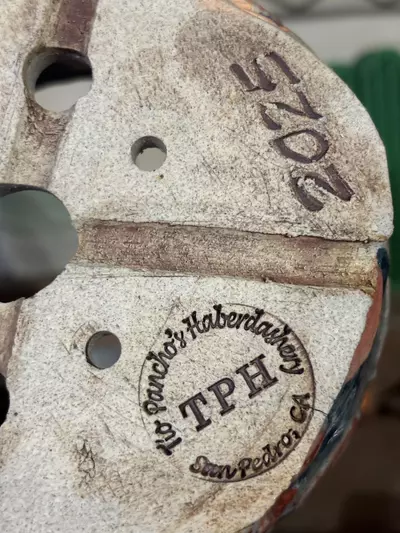 2025
Tio Pancho's Haberdashery
TPH
San Pedro, CA